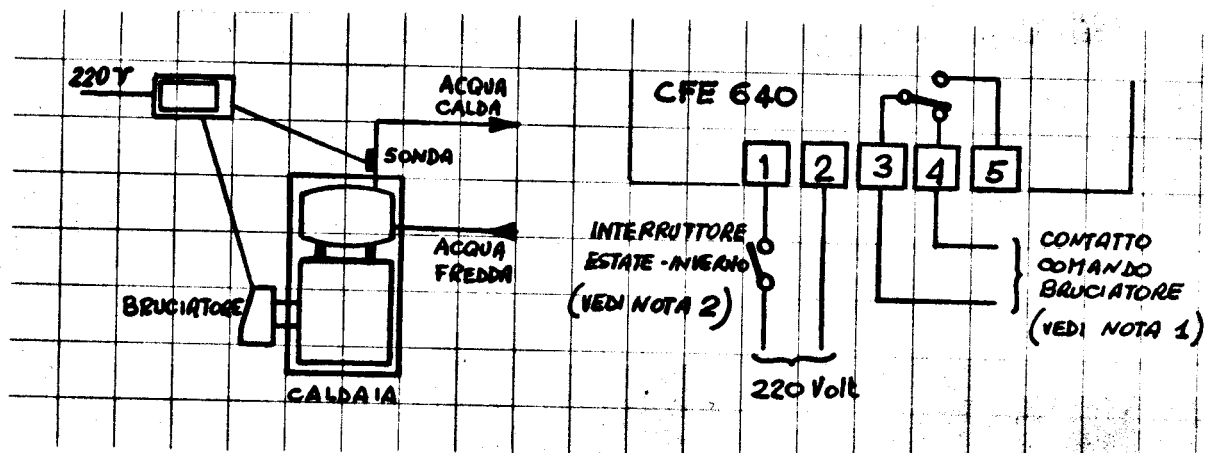 220V
ACQUA
CALDA
SONDA
ACQUA
FREDDA
BRUCIATORE
CALDAIA
CFE 640
1 2 3 4 5
INTERRUTTORE
ESTATE-INVERNO
(VEDI NOTA 2)
220 Volt
CONTATTO
COMANDO
BRUCIATORE
(VEDI NOTA 1)